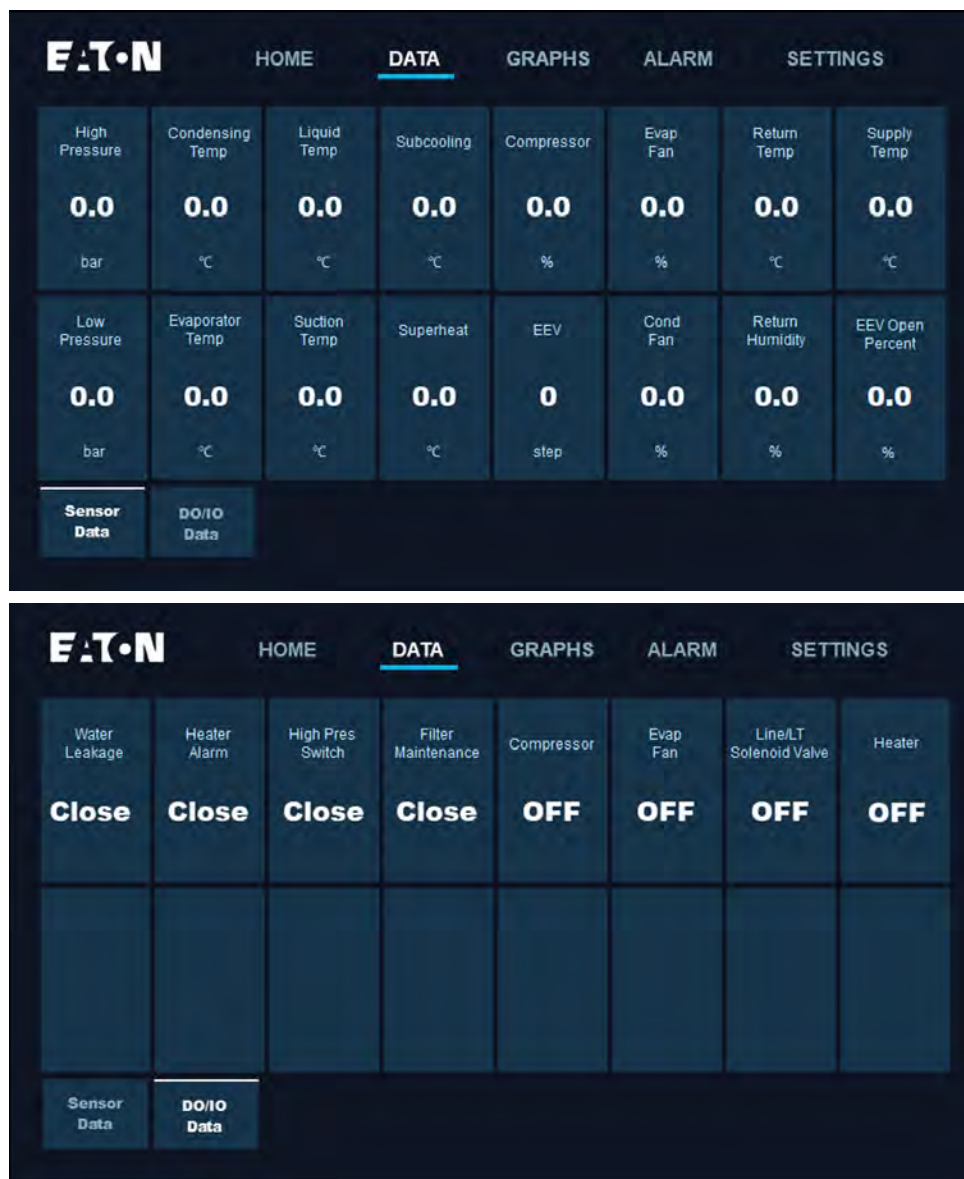 EATON HOME DATA GRAPHS ALARM SETTINGS
High Condensing Liquid Subcooling Compressor Evap Return Supply
Pressure Temp Temp Fan Temp Temp
0.0 0.0 0.0 0.0 0.0 0.0 0.0 0.0
bar ℃ ℃ ℃ % % ℃ ℃
Low Evaporator Suction Superheat EEV Cond Return EEV Open
Pressure Temp Temp Fan Humidity Percent
0.0 0.0 0.0 0.0 0 0.0 0.0 0.0
bar ℃ ℃ ℃ step % % %
Sensor DO/IO
Data Data
EATON HOME DATA GRAPHS ALARM SETTINGS
Water Heater High Pres Filter Compressor Evap Line/LT Heater
Leakage Alarm Switch Maintenance Fan Solenoid Valve
Close Close Close Close OFF OFF OFF OFF
Sensor DO/IO
Data Data